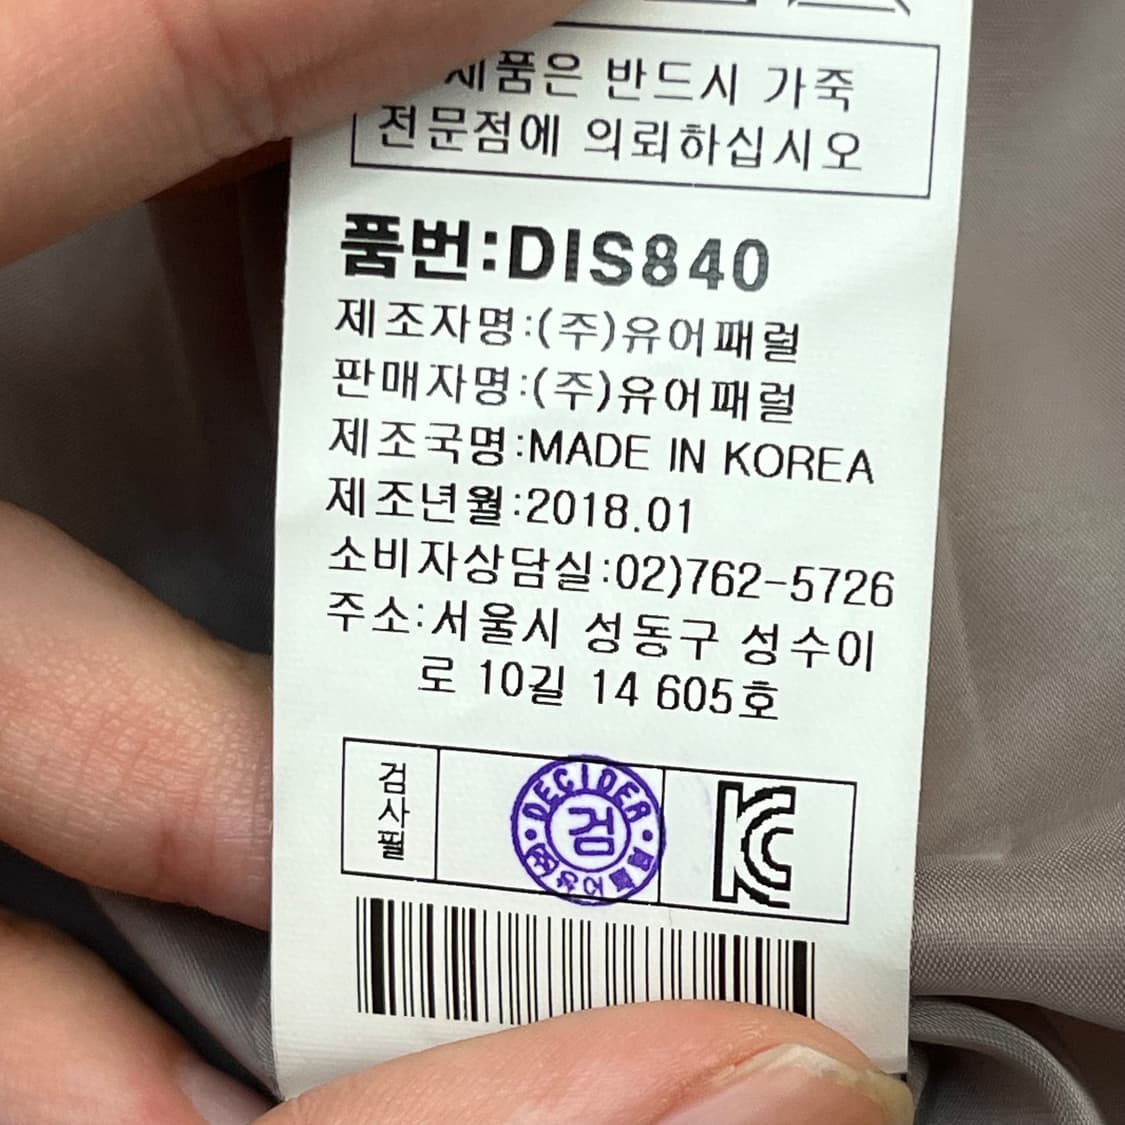 제품은 반드시 가죽
전문점에 의뢰하십시오
품번:DIS840
제조자명:(주)유어패럴
판매자명:(주)유어패럴
제조국명:MADE IN KOREA
제조년월:2018.01
소비자상담실:02)762-5726
주소:서울시 성동구 성수이
로 10길 14 605호
검사필
DECIDER
검
(주)유어
KC